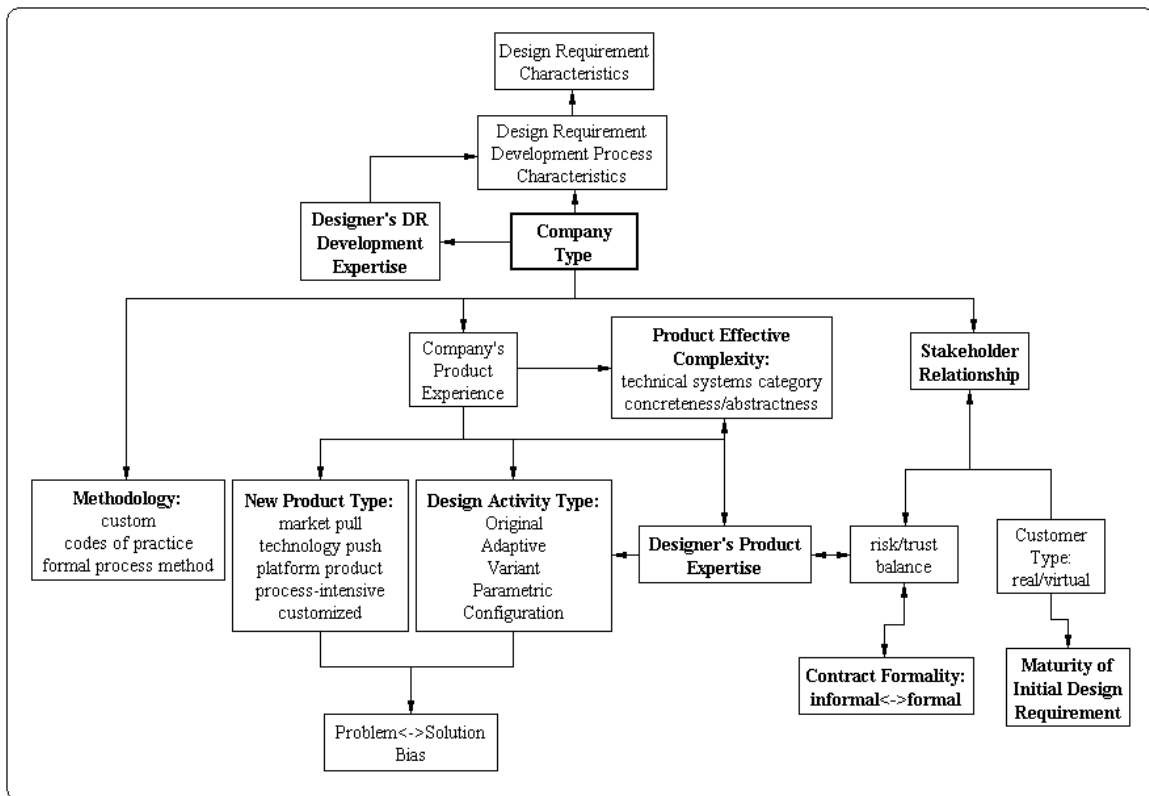 Design Requirement
Characteristics
Design Requirement
Development Process
Characteristics
Designer's DR
Development
Expertise
Company
Type
Company's
Product
Experience
Product Effective
Complexity:
technical systems category
concreteness/abstractness
Stakeholder
Relationship
Methodology:
custom
codes of practice
formal process method
New Product Type:
market pull
technology push
platform product
process-intensive
customized
Design Activity Type:
Original
Adaptive
Variant
Parametric
Configuration
Designer's Product
Expertise
risk/trust
balance
Customer
Type:
real/virtual
Contract Formality:
informal<->formal
Maturity of
Initial Design
Requirement
Problem<->Solution
Bias